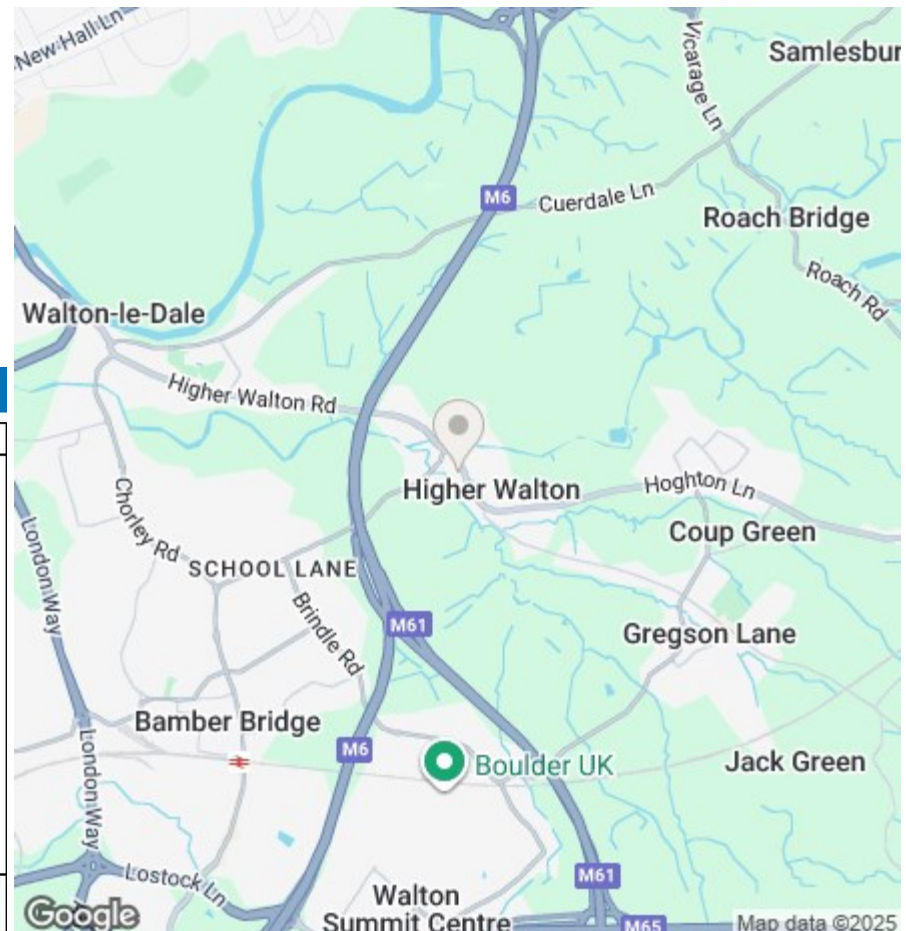 New Hall Ln
Vicarage Ln
Samlesbur
M6
Cuerdale Ln
Roach Bridge
Roach Rd
Walton-le-Dale
Higher Walton Rd
Higher Walton
Hoghton Ln
Coup Green
Chorley Rd
London Way
SCHOOL LANE
Brindle Rd
M61
Gregson Lane
Bamber Bridge
M6
Boulder UK
Jack Green
London Way
Lostock Ln
Walton
Summit Centre
M61
M65
Google
Map data ©2025